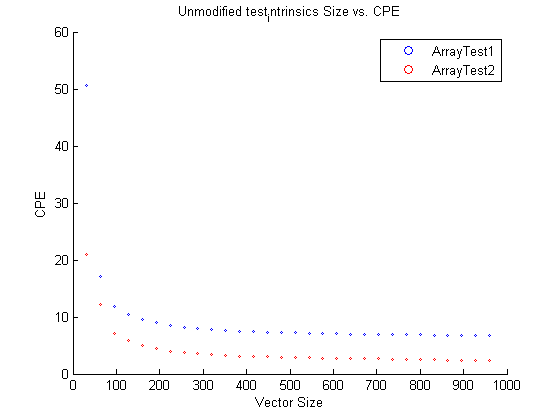 Unmodified test_intrinsics Size vs. CPE
60
50
40
30
20
10
0
CPE
ArrayTest1
ArrayTest2
0 100 200 300 400 500 600 700 800 900 1000
Vector Size